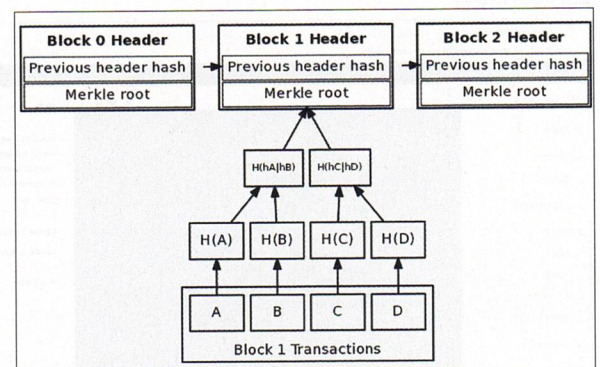 Block 0 Header
Previous header hash
Merkle root
Block 1 Header
Previous header hash
Merkle root
Block 2 Header
Previous header hash
Merkle root
H(hA|hB)
H(hC|hD)
H(A)
H(B)
H(C)
H(D)
A
B
C
D
Block 1 Transactions